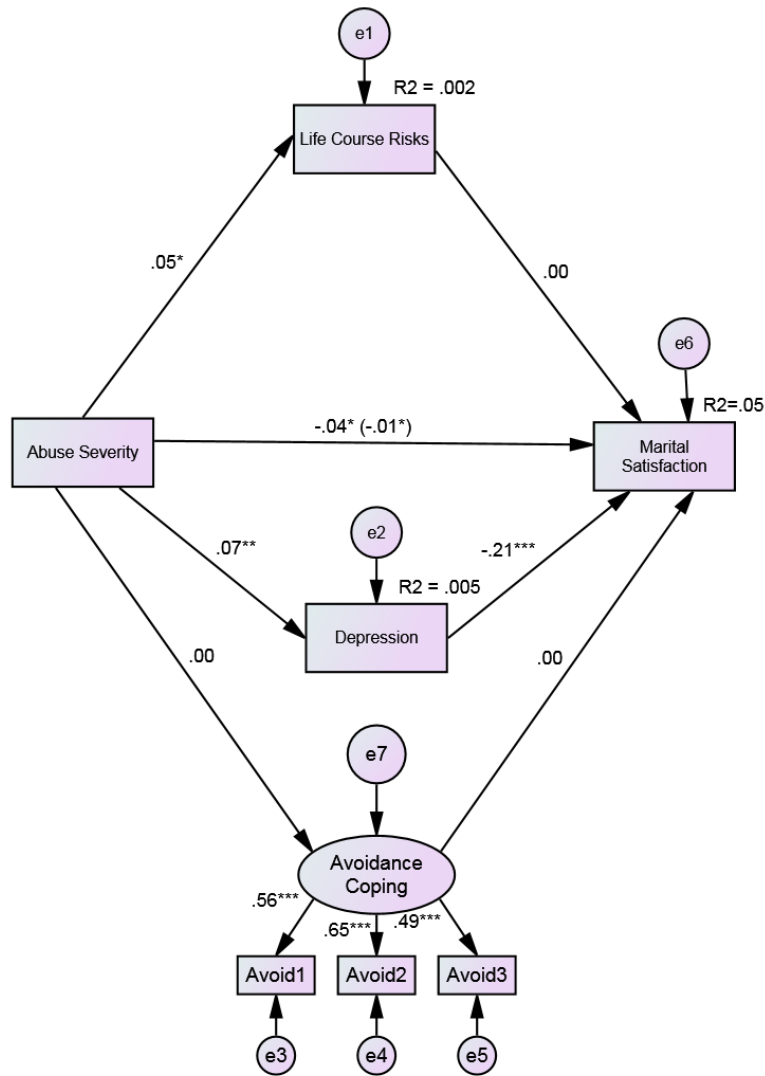 e1
R2 = .002
Life Course Risks
.05*
.00
e6
R2=.05
-.04* (-.01*)
Abuse Severity
Marital
Satisfaction
e2
.07**
-.21***
R2 = .005
Depression
.00
.00
e7
Avoidance
Coping
.56***
.65***
.49***
Avoid1
Avoid2
Avoid3
e3
e4
e5